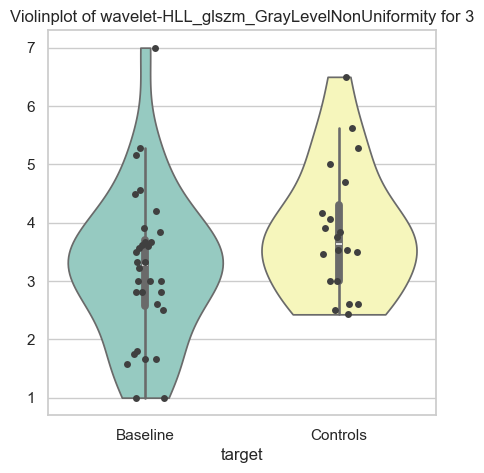 Violinplot of wavelet-HLL_glszm_GrayLevelNonUniformity for 3
7
6
5
4
3
2
1
Baseline
Controls
target